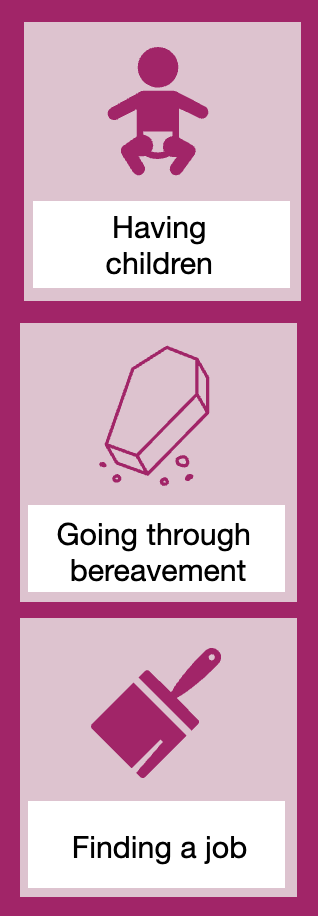 Having
children
Going through
bereavement
Finding a job